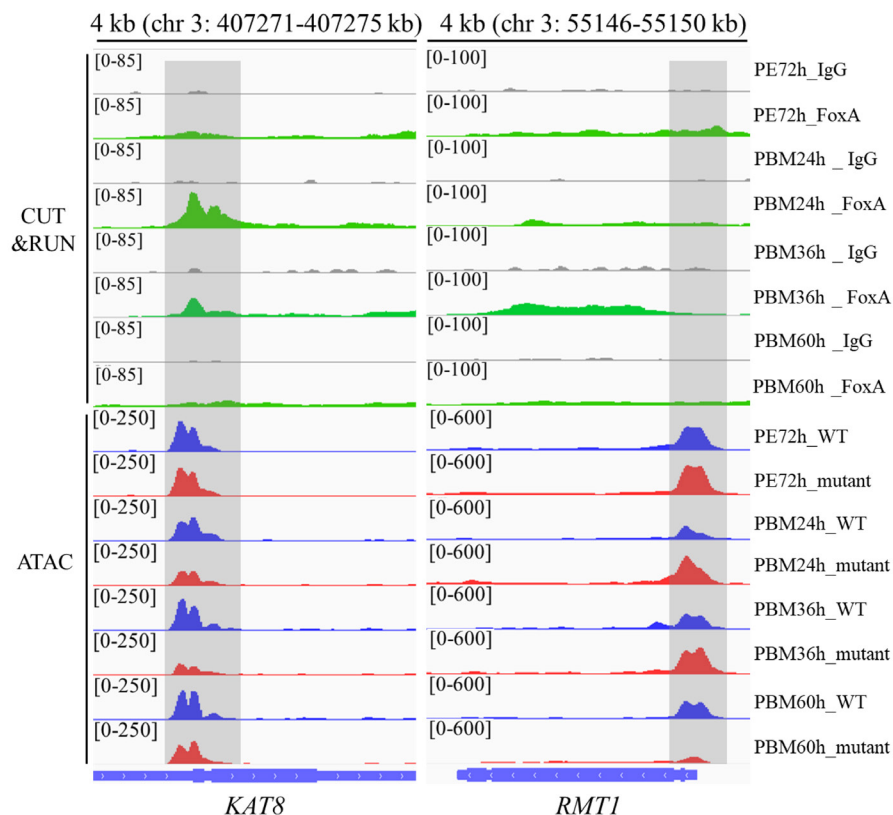 4 kb (chr 3: 407271-407275 kb) 4 kb (chr 3: 55146-55150 kb)
[0-85] [0-100] PE72h_IgG
[0-85] [0-100] PE72h_FoxA
[0-85] [0-100] PBM24h _ IgG
[0-85] [0-100] PBM24h _FoxA
CUT
&RUN
[0-85] [0-100] PBM36h _ IgG
[0-85] [0-100] PBM36h _ FoxA
[0-85] [0-100] PBM60h _IgG
[0-85] [0-100] PBM60h _FoxA
[0-250] [0-600] PE72h_WT
[0-250] [0-600] PE72h_mutant
[0-250] [0-600] PBM24h_WT
ATAC
[0-250] [0-600] PBM24h_mutant
[0-250] [0-600] PBM36h_WT
[0-250] [0-600] PBM36h_mutant
[0-250] [0-600] PBM60h_WT
[0-250] [0-600] PBM60h_mutant
KAT8 RMT1